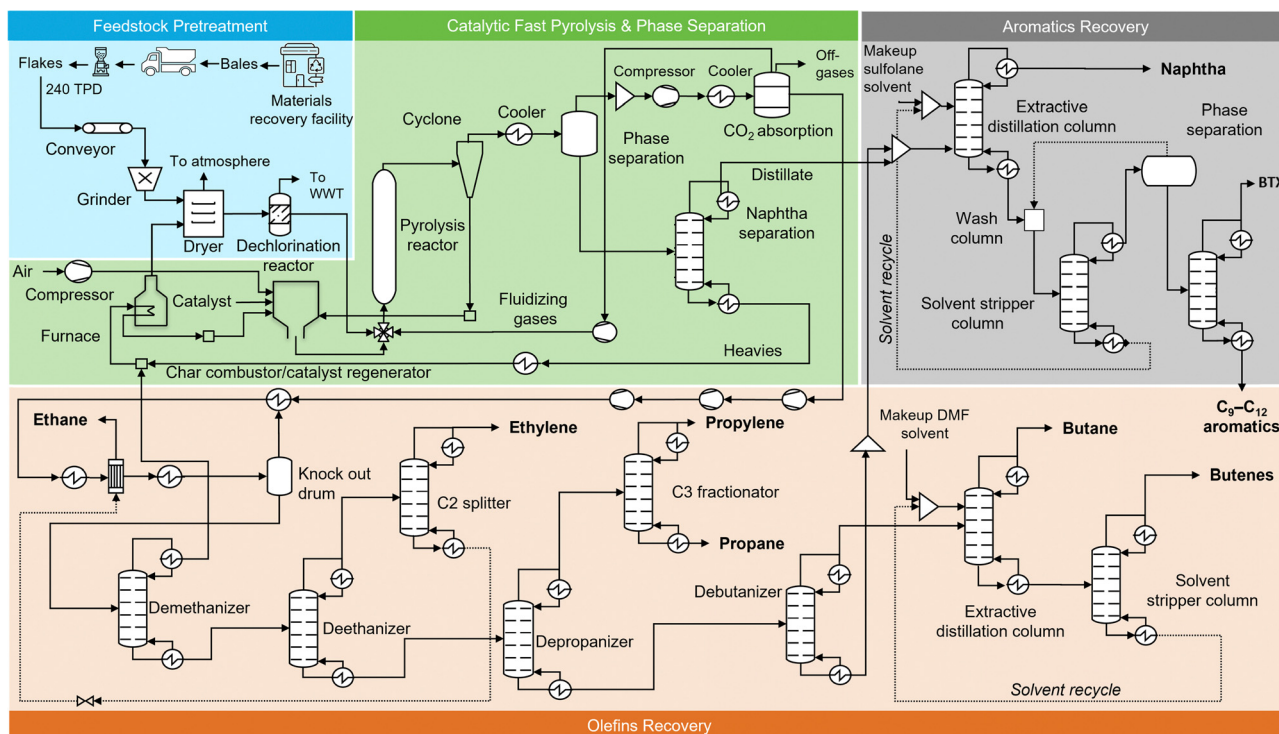 Feedstock Pretreatment
Catalytic Fast Pyrolysis & Phase Separation
Aromatics Recovery
Flakes
Bales
240 TPD
Materials
recovery facility
Conveyor
To atmosphere
To
WWT
Grinder
Dryer
Dechlorination
reactor
Cyclone
Cooler
Compressor
Cooler
Off-
gases
CO₂ absorption
Phase
separation
Distillate
Pyrolysis
reactor
Naphtha
separation
Air
Compressor
Catalyst
Furnace
Fluidizing
gases
Heavies
Char combustor/catalyst regenerator
Makeup
sulfolane
solvent
Naphtha
Extractive
distillation column
Phase
separation
BTX
Wash
column
Solvent recycle
Solvent stripper
column
C₉–C₁₂
aromatics
Ethane
Ethylene
Propylene
Makeup DMF
solvent
Butane
Knock out
drum
C2 splitter
C3 fractionator
Butenes
Propane
Demethanizer
Deethanizer
Depropanizer
Debutanizer
Extractive
distillation column
Solvent
stripper column
Solvent recycle
Olefins Recovery